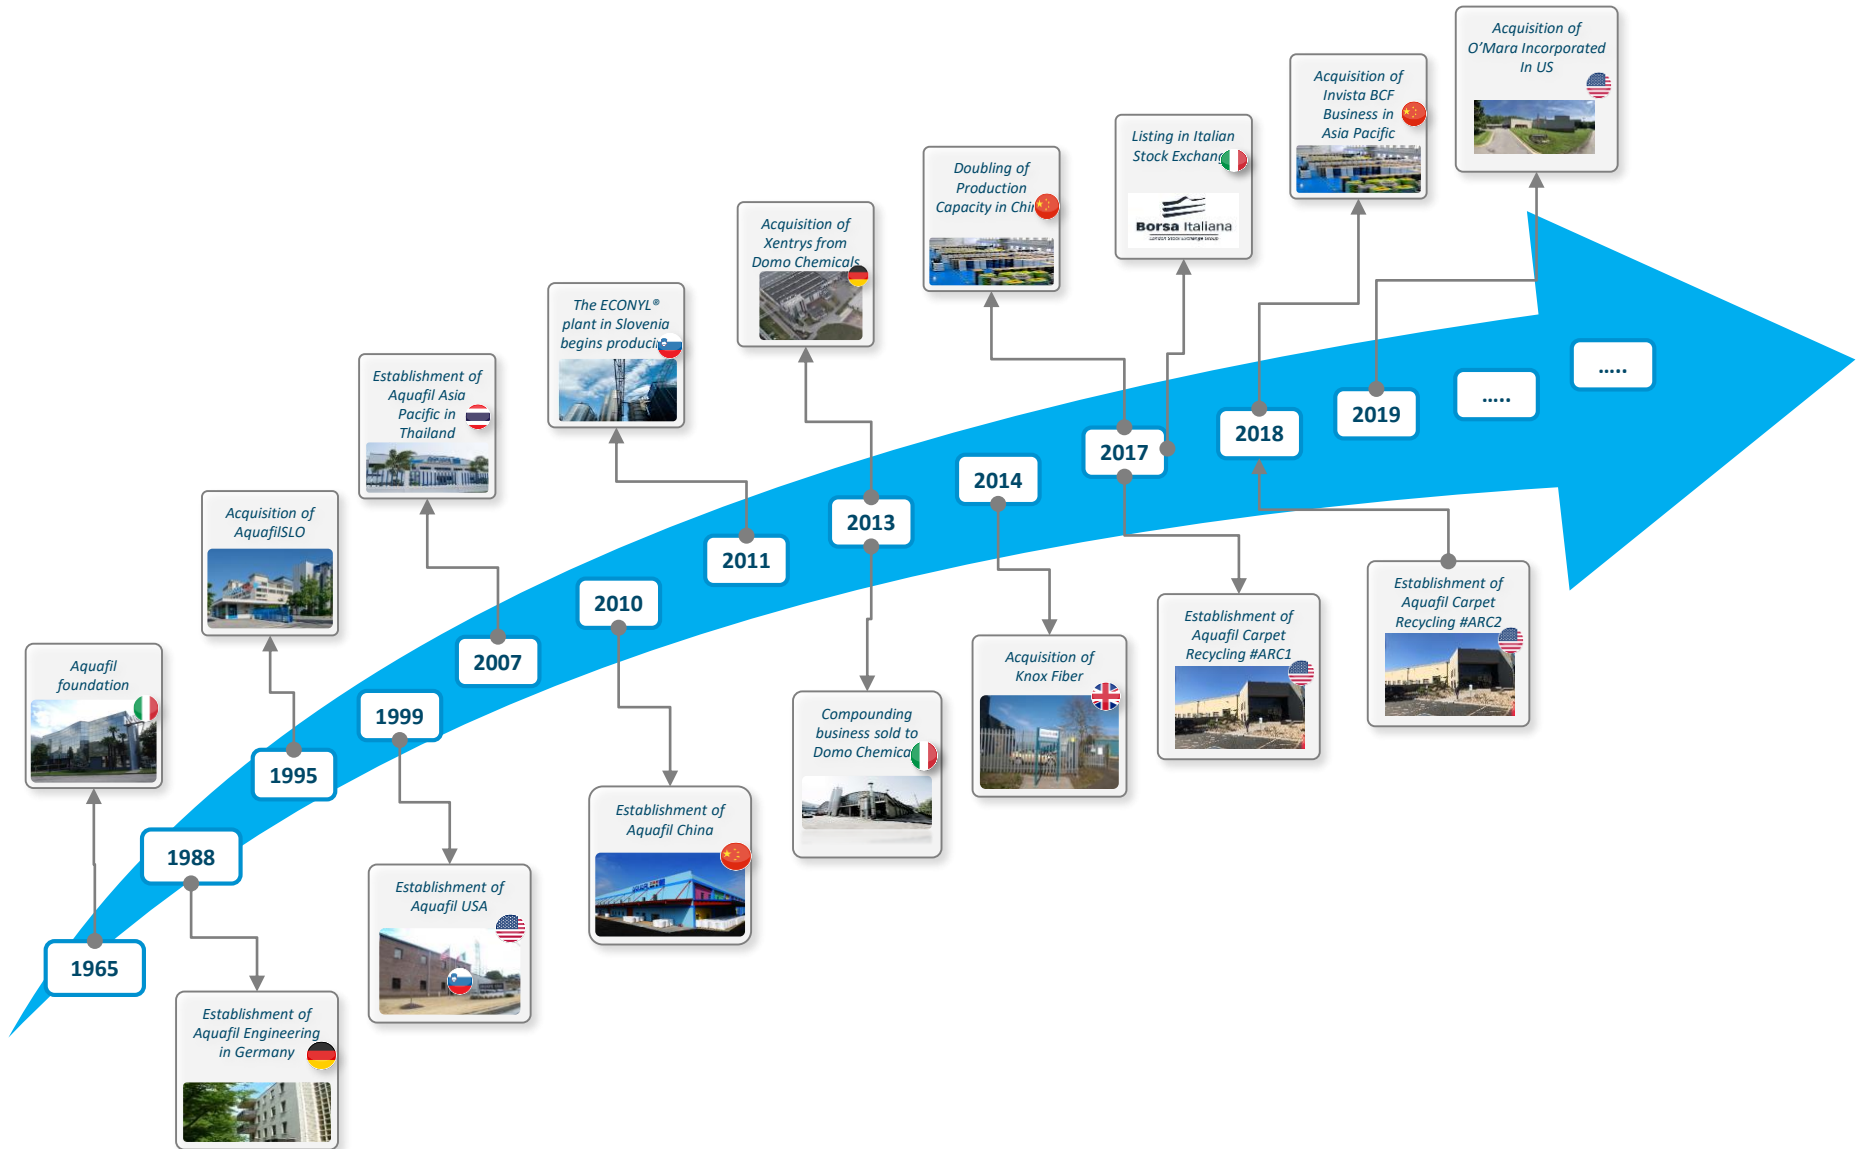 Aquafil
foundation
1965
1988
Establishment of
Aquafil Engineering
in Germany
Acquisition of
AquafilSLO
1995
1999
Establishment of
Aquafil USA
Establishment of
Aquafil Asia
Pacific in
Thailand
2007
2010
Establishment of
Aquafil China
The ECONYL®
plant in Slovenia
begins produci
2011
Acquisition of
Xentrys from
Domo Chemicals
2013
Compounding
business sold to
Domo Chemica
2014
Acquisition of
Knox Fiber
Doubling of
Production
Capacity in Chin
Listing in Italian
Stock Exchang
Borsa Italiana
London Stock Exchange Group
2017
Establishment of
Aquafil Carpet
Recycling #ARC1
Acquisition of
Invista BCF
Business in
Asia Pacific
2018
Establishment of
Aquafil Carpet
Recycling #ARC2
Acquisition of
O’Mara Incorporated
In US
2019
.....
.....